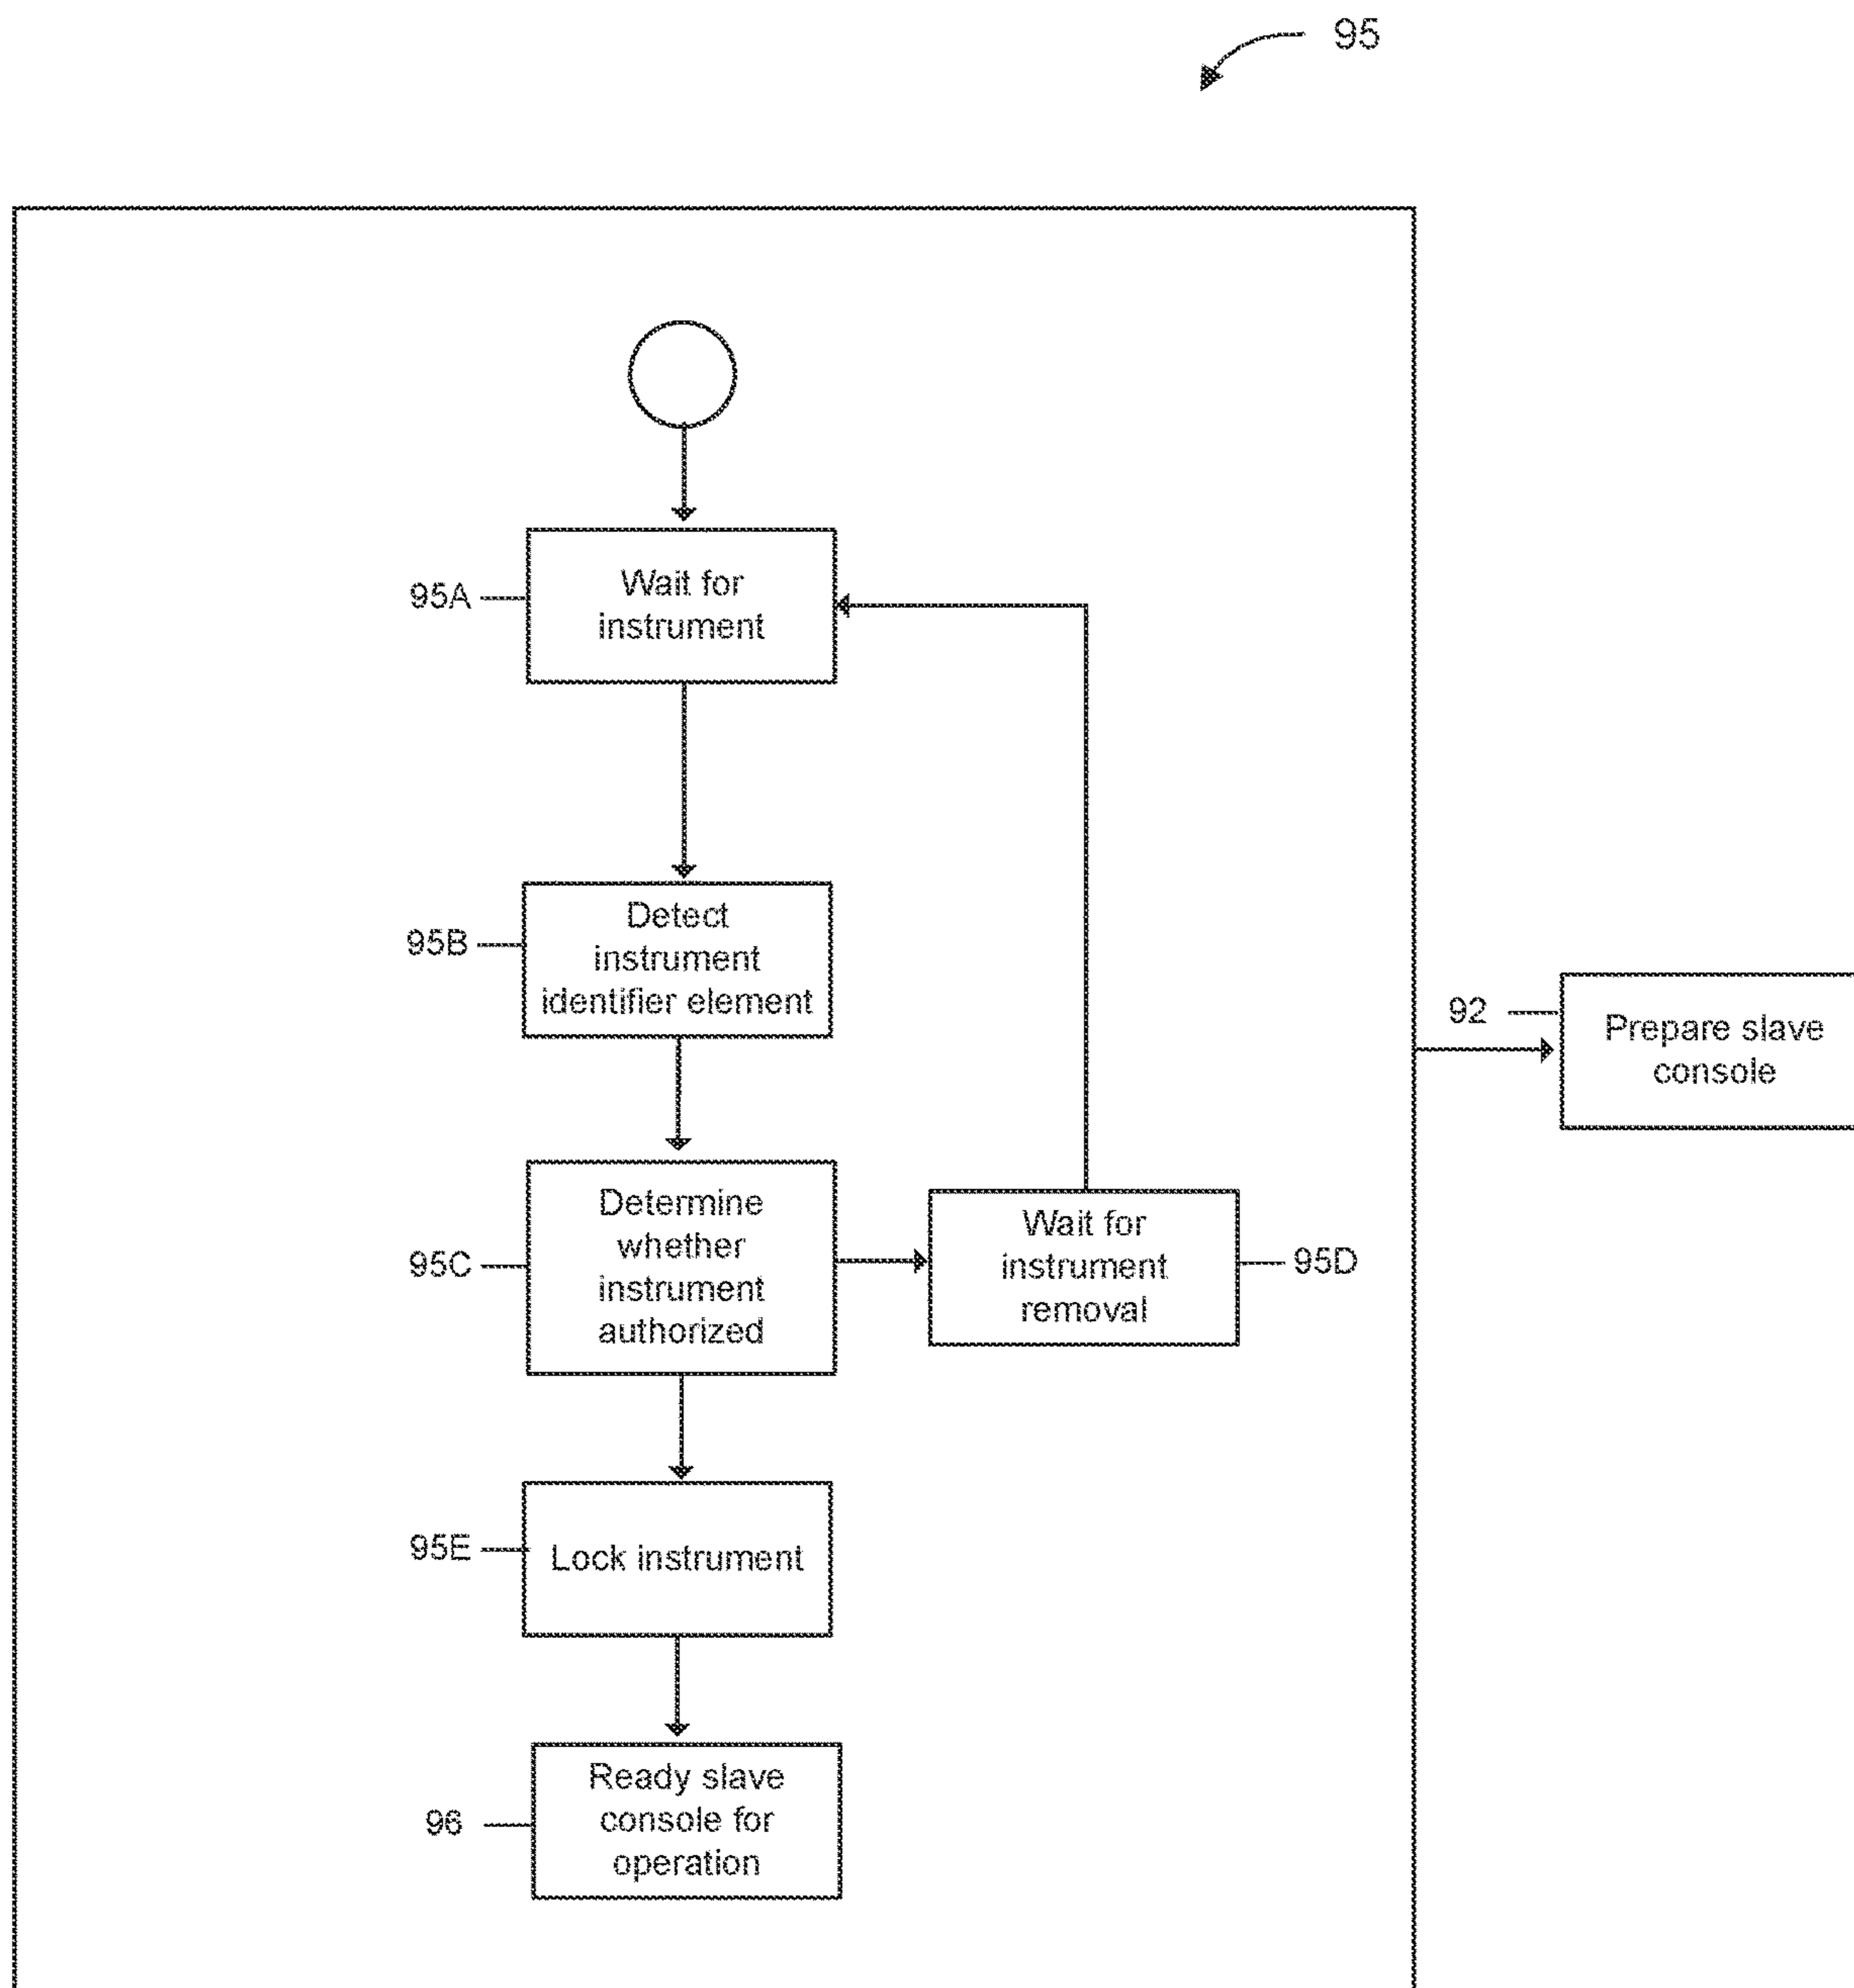 95
95A
Wait for
instrument
95B
Detect
instrument
identifier element
92
Prepare slave
console
95C
Determine
whether
instrument
authorized
Wait for
instrument
removal
95D
95E
Lock instrument
96
Ready slave
console for
operation